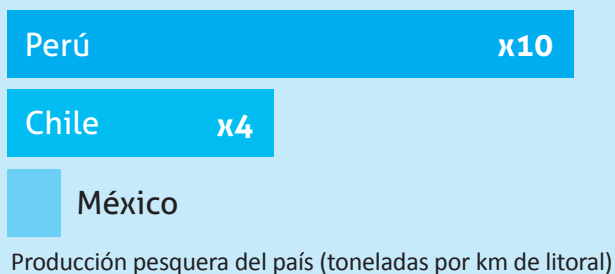 Perú x10
Chile x4
México
Producción pesquera del país (toneladas por km de litoral)